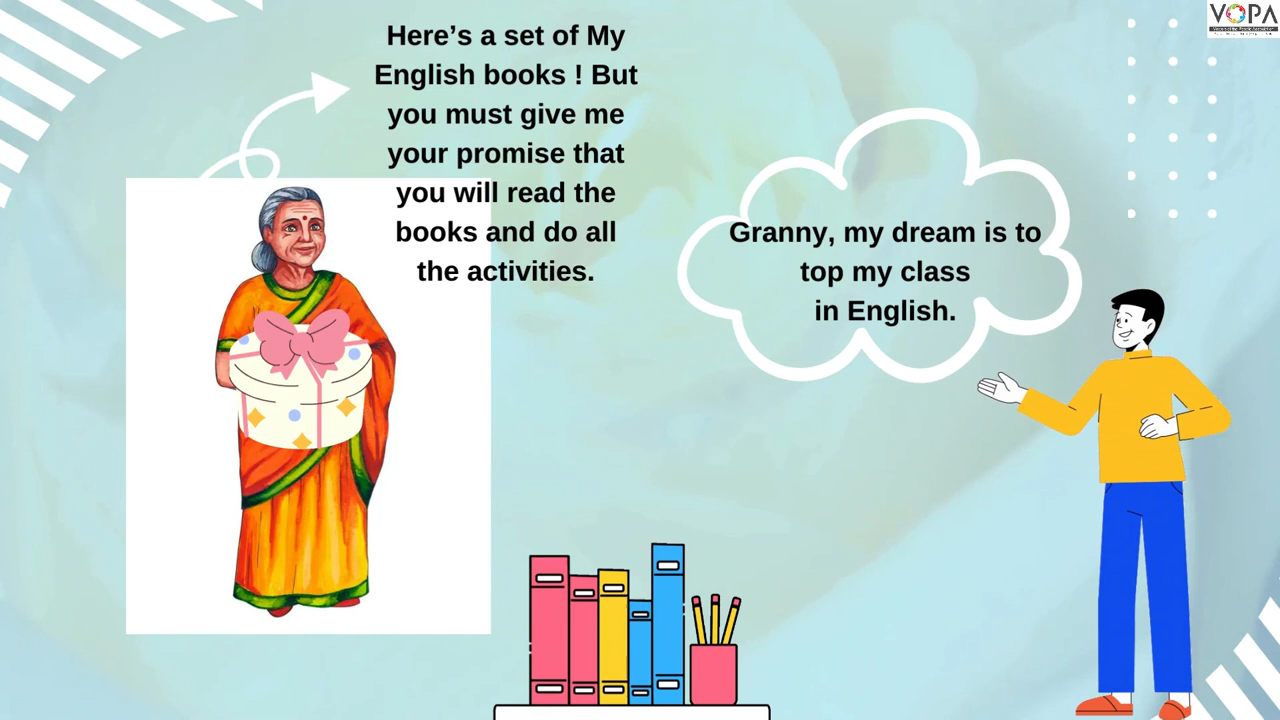 Here’s a set of My
English books ! But
you must give me
your promise that
you will read the
books and do all
the activities.
Granny, my dream is to
top my class
in English.
VOPA